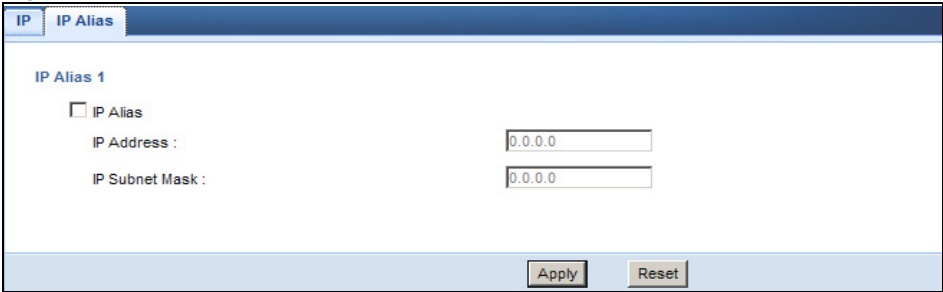 IP IP Alias
IP Alias 1
IP Alias
IP Address : 0.0.0.0
IP Subnet Mask : 0.0.0.0
Apply Reset